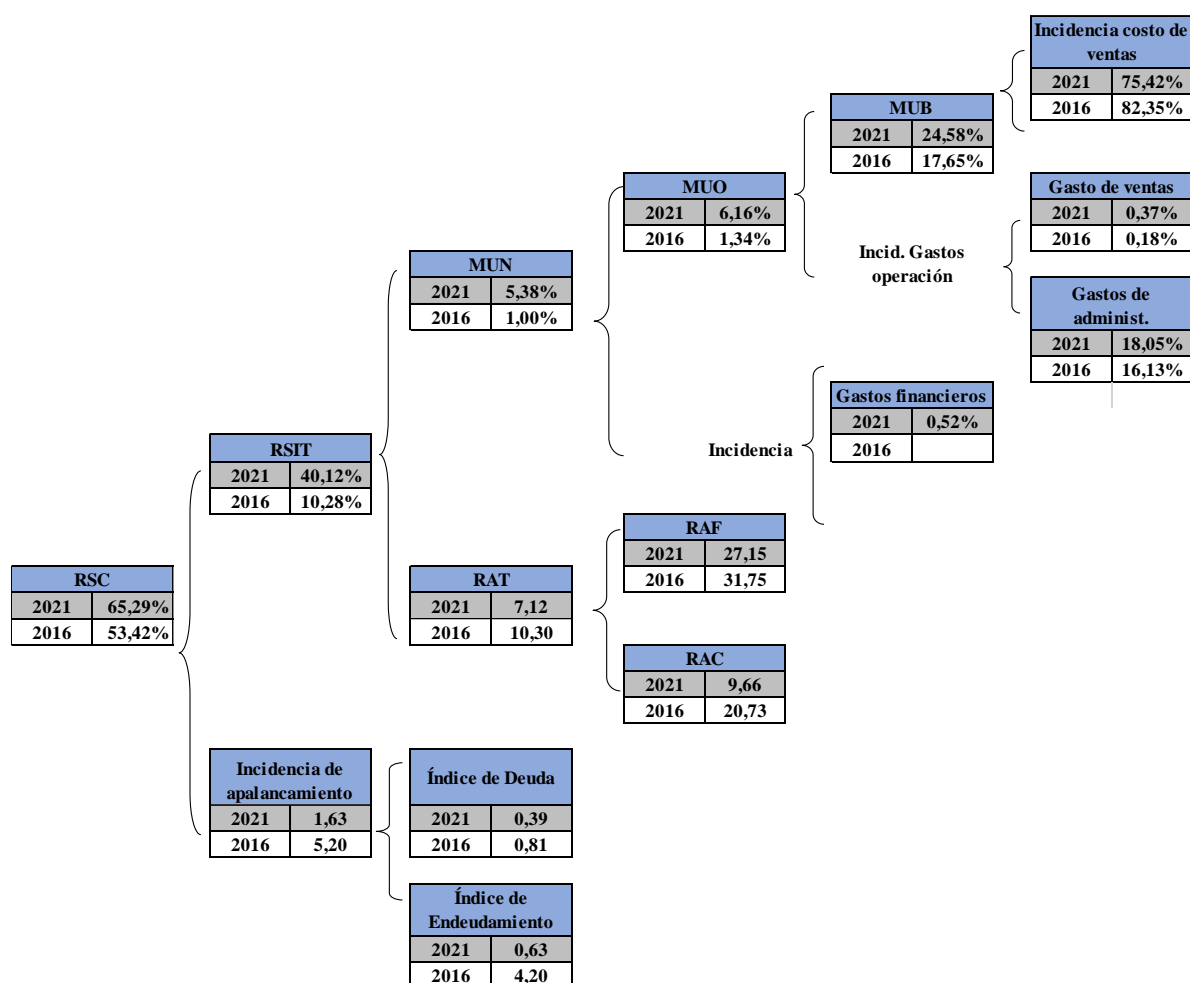 Incidencia costo de
ventas
2021 75,42%
2016 82,35%
MUB
2021 24,58%
2016 17,65%
MUO
2021 6,16%
2016 1,34%
Gasto de ventas
2021 0,37%
2016 0,18%
Incid. Gastos
operación
MUN
2021 5,38%
2016 1,00%
Gastos de
administ.
2021 18,05%
2016 16,13%
Gastos financieros
2021 0,52%
2016
Incidencia
RSIT
2021 40,12%
2016 10,28%
RAF
2021 27,15
2016 31,75
RSC
2021 65,29%
2016 53,42%
RAT
2021 7,12
2016 10,30
RAC
2021 9,66
2016 20,73
Incidencia de
apalancamiento
2021 1,63
2016 5,20
Índice de Deuda
2021 0,39
2016 0,81
Índice de
Endeudamiento
2021 0,63
2016 4,20